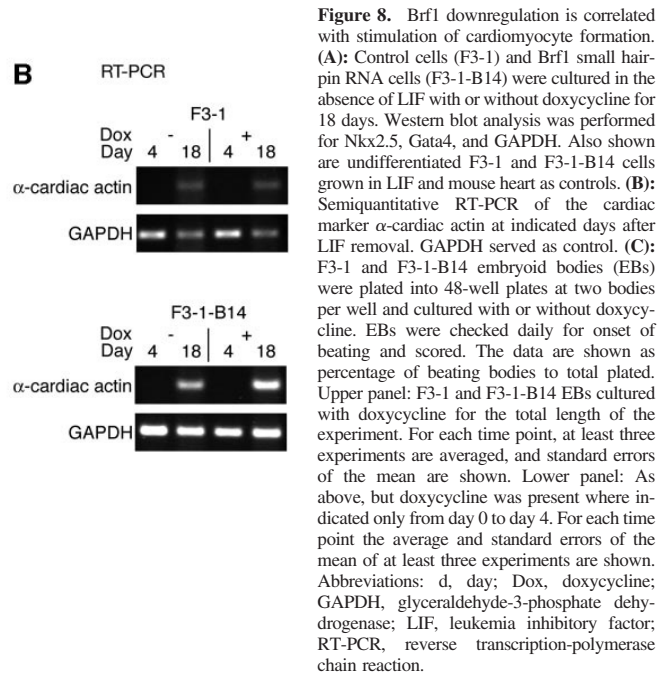 B RT-PCR
F3-1
Dox - +
Day 4 18 4 18
α-cardiac actin
GAPDH
F3-1-B14
Dox - +
Day 4 18 4 18
α-cardiac actin
GAPDH
Figure 8. Brf1 downregulation is correlated
with stimulation of cardiomyocyte formation.
(A): Control cells (F3-1) and Brf1 small hair-
pin RNA cells (F3-1-B14) were cultured in the
absence of LIF with or without doxycycline for
18 days. Western blot analysis was performed
for Nkx2.5, Gata4, and GAPDH. Also shown
are undifferentiated F3-1 and F3-1-B14 cells
grown in LIF and mouse heart as controls. (B):
Semiquantitative RT-PCR of the cardiac
marker α-cardiac actin at indicated days after
LIF removal. GAPDH served as control. (C):
F3-1 and F3-1-B14 embryoid bodies (EBs)
were plated into 48-well plates at two bodies
per well and cultured with or without doxycy-
cline. EBs were checked daily for onset of
beating and scored. The data are shown as
percentage of beating bodies to total plated.
Upper panel: F3-1 and F3-1-B14 EBs cultured
with doxycycline for the total length of the
experiment. For each time point, at least three
experiments are averaged, and standard errors
of the mean are shown. Lower panel: As
above, but doxycycline was present where in-
dicated only from day 0 to day 4. For each time
point the average and standard errors of the
mean of at least three experiments are shown.
Abbreviations: d, day; Dox, doxycycline;
GAPDH, glyceraldehyde-3-phosphate dehy-
drogenase; LIF, leukemia inhibitory factor;
RT-PCR, reverse transcription-polymerase
chain reaction.